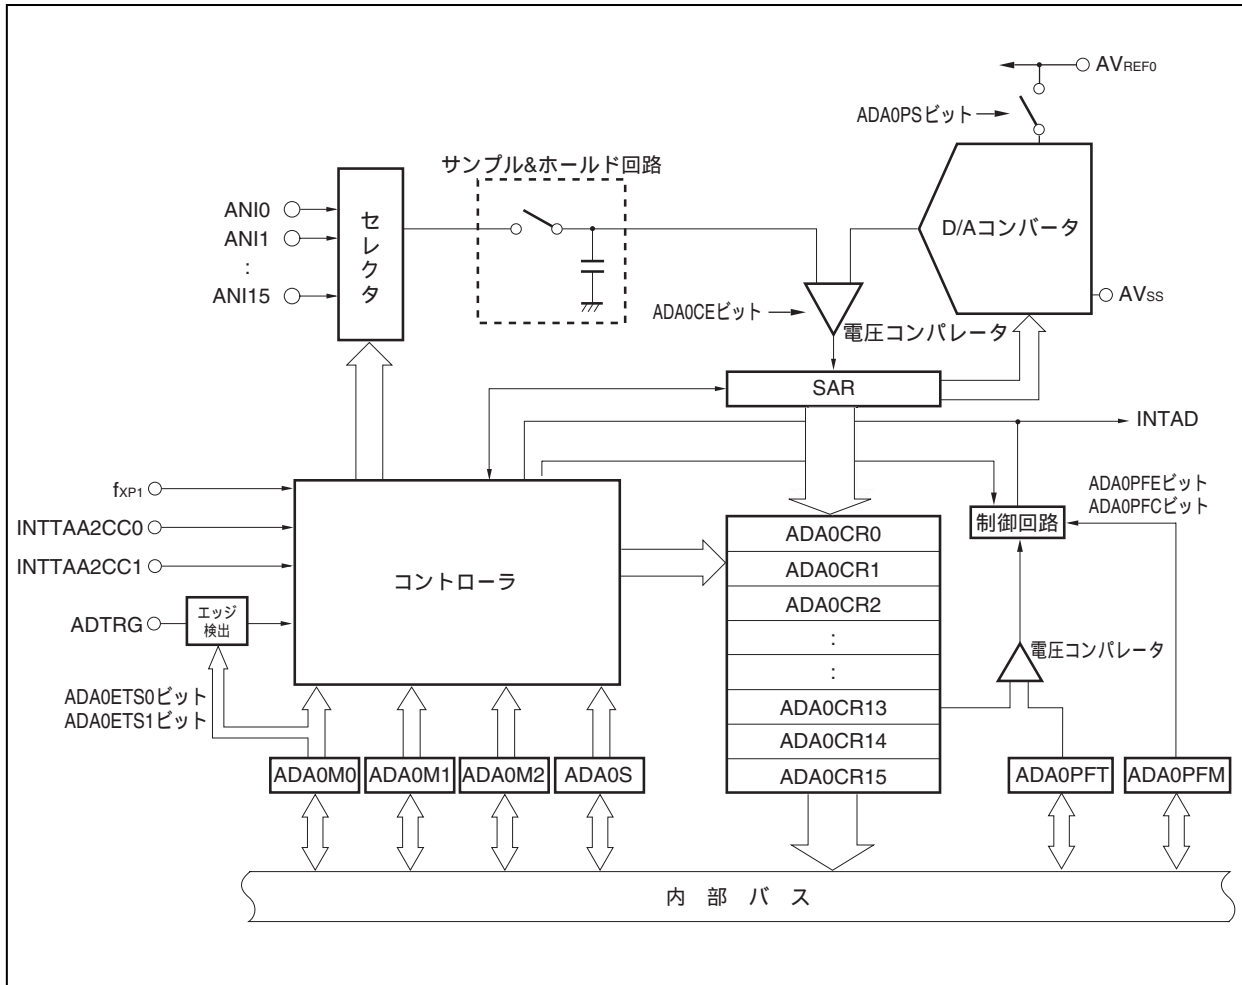 AVREF0
ADA0PSビット
サンプル&ホールド回路
セレクタ
ANI0
ANI1
:
ANI15
D/Aコンバータ
AVSS
ADA0CEビット
電圧コンパレータ
SAR
INTAD
fXP1
INTTAA2CC0
INTTAA2CC1
ADTRG
エッジ
検出
コントローラ
ADA0PFEビット
ADA0PFCビット
制御回路
ADA0CR0
ADA0CR1
ADA0CR2
:
:
ADA0CR13
ADA0CR14
ADA0CR15
電圧コンパレータ
ADA0ETS0ビット
ADA0ETS1ビット
ADA0M0
ADA0M1
ADA0M2
ADA0S
ADA0PFT
ADA0PFM
内部バス